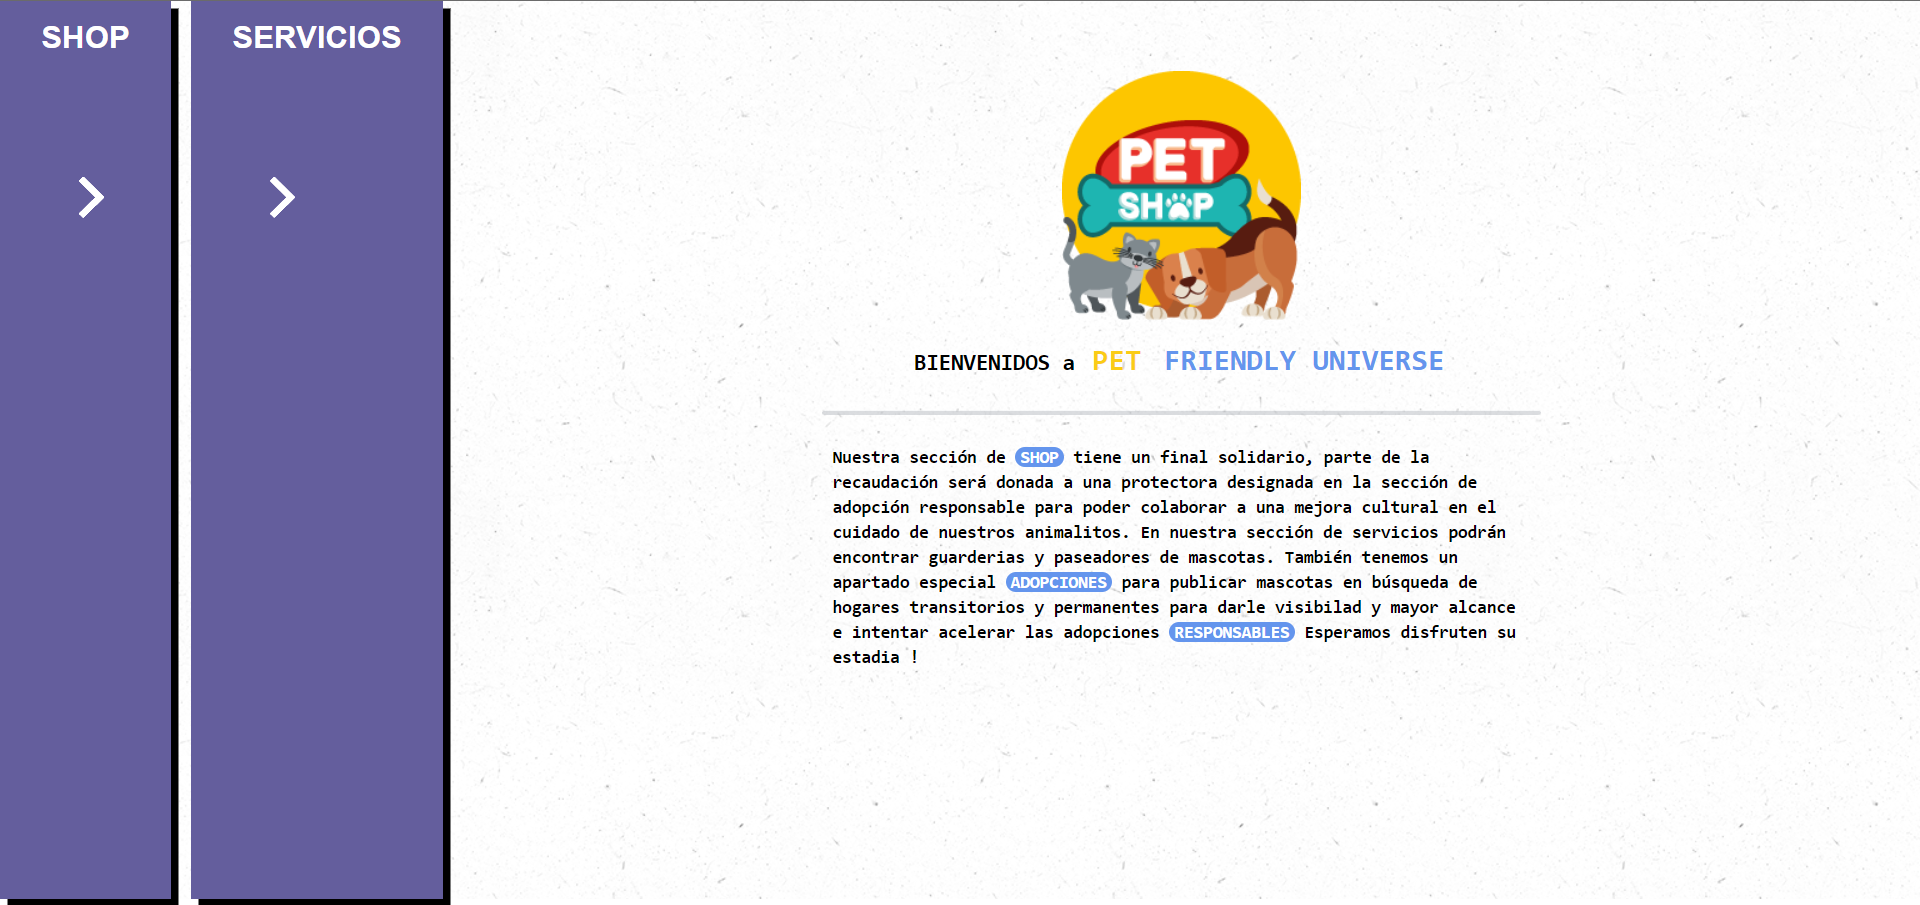 SHOP
SERVICIOS
PET
SHOP
BIENVENIDOS a PET FRIENDLY UNIVERSE
Nuestra sección de SHOP tiene un final solidario, parte de la
recaudación será donada a una protectora designada en la sección de
adopción responsable para poder colaborar a una mejora cultural en el
cuidado de nuestros animalitos. En nuestra sección de servicios podrán
encontrar guarderias y paseadores de mascotas. También tenemos un
apartado especial ADOPCIONES para publicar mascotas en búsqueda de
hogares transitorios y permanentes para darle visibilad y mayor alcance
e intentar acelerar las adopciones RESPONSABLES Esperamos disfruten su
estadia !